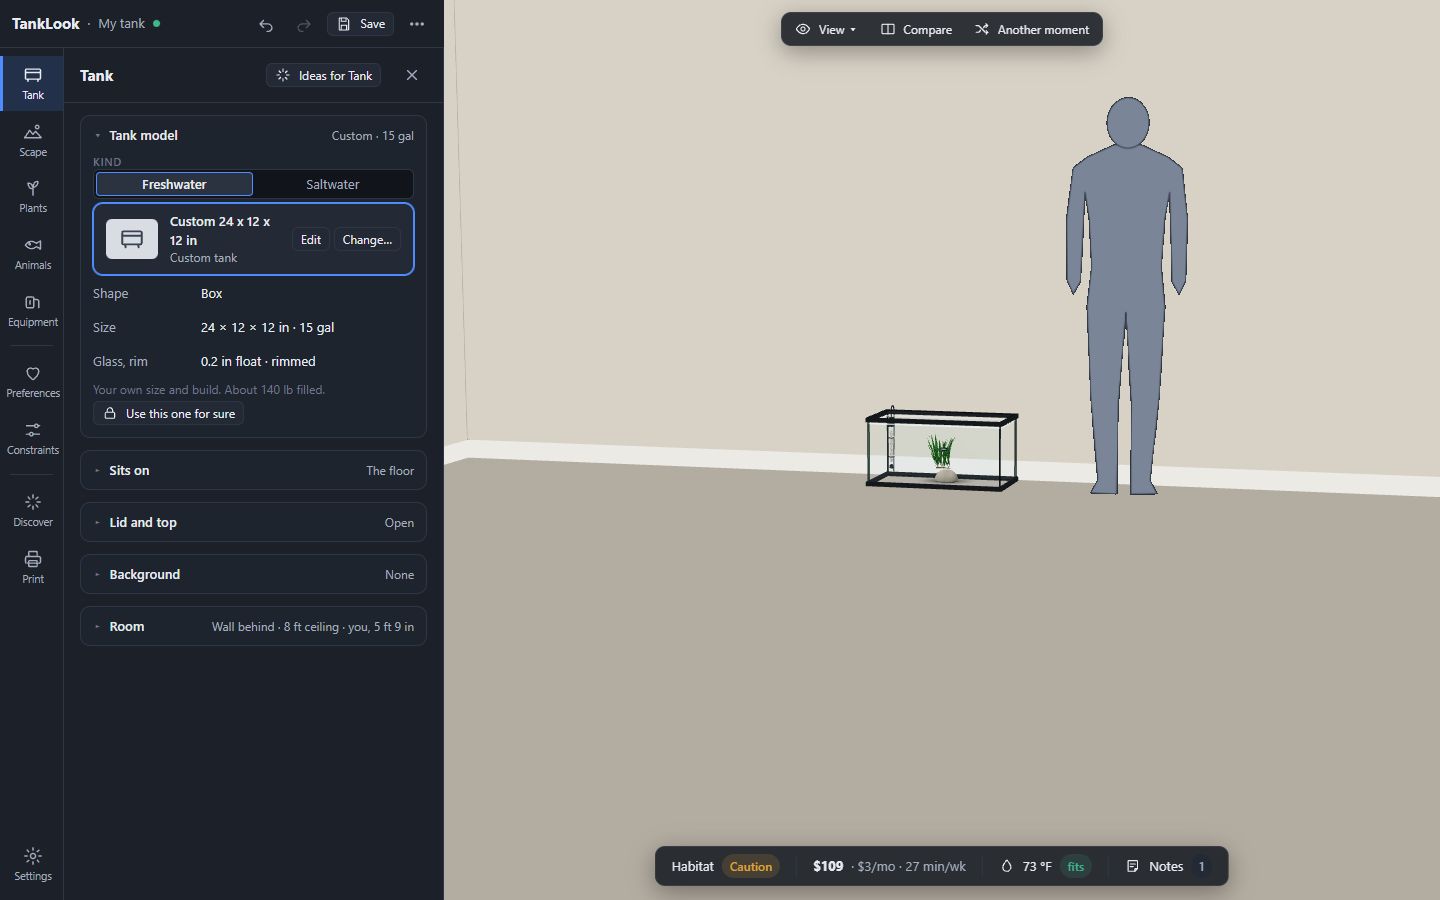 TankLook · My tank
Save
View
Compare
Another moment
Tank
Scape
Plants
Animals
Equipment
Preferences
Constraints
Discover
Print
Settings
Tank
Ideas for Tank
Tank model
Custom · 15 gal
KIND
Freshwater
Saltwater
Custom 24 x 12 x
12 in
Custom tank
Edit
Change...
Shape
Box
Size
24 × 12 × 12 in · 15 gal
Glass, rim
0.2 in float · rimmed
Your own size and build. About 140 lb filled.
Use this one for sure
Sits on
The floor
Lid and top
Open
Background
None
Room
Wall behind · 8 ft ceiling · you, 5 ft 9 in
Habitat
Caution
$109 · $3/mo · 27 min/wk
73 °F
fits
Notes
1